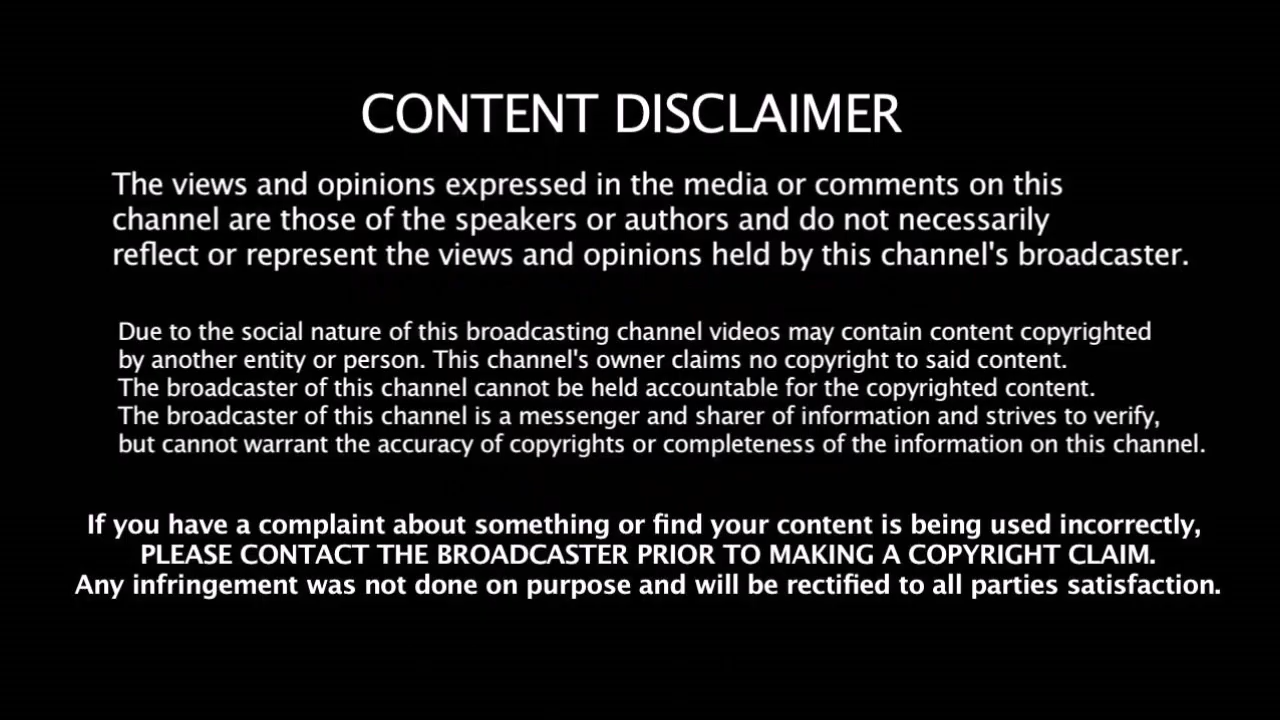 CONTENT DISCLAIMER
The views and opinions expressed in the media or comments on this
channel are those of the speakers or authors and do not necessarily
reflect or represent the views and opinions held by this channel's broadcaster.
Due to the social nature of this broadcasting channel videos may contain content copyrighted
by another entity or person. This channel's owner claims no copyright to said content.
The broadcaster of this channel cannot be held accountable for the copyrighted content.
The broadcaster of this channel is a messenger and sharer of information and strives to verify,
but cannot warrant the accuracy of copyrights or completeness of the information on this channel.
If you have a complaint about something or find your content is being used incorrectly,
PLEASE CONTACT THE BROADCASTER PRIOR TO MAKING A COPYRIGHT CLAIM.
Any infringement was not done on purpose and will be rectified to all parties satisfaction.